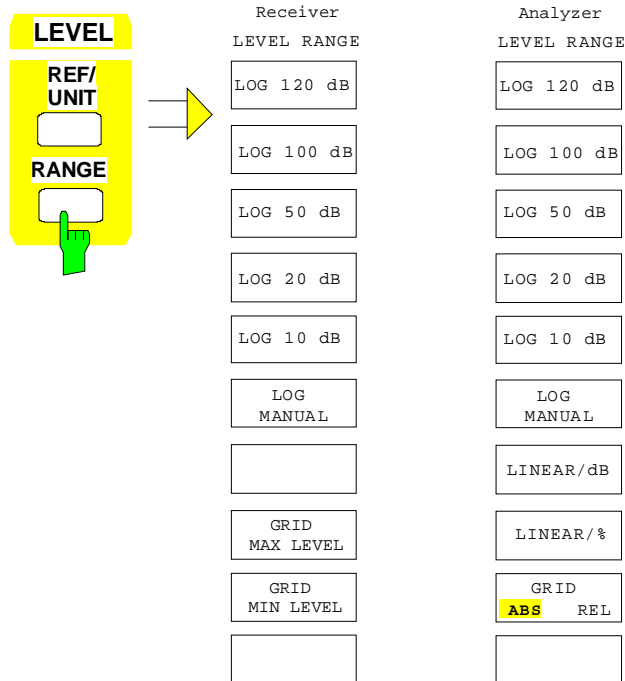 LEVEL
REF/
UNIT
RANGE
Receiver
LEVEL RANGE
LOG 120 dB
LOG 100 dB
LOG 50 dB
LOG 20 dB
LOG 10 dB
LOG
MANUAL
GRID
MAX LEVEL
GRID
MIN LEVEL
Analyzer
LEVEL RANGE
LOG 120 dB
LOG 100 dB
LOG 50 dB
LOG 20 dB
LOG 10 dB
LOG
MANUAL
LINEAR/dB
LINEAR/%
GRID
ABS REL